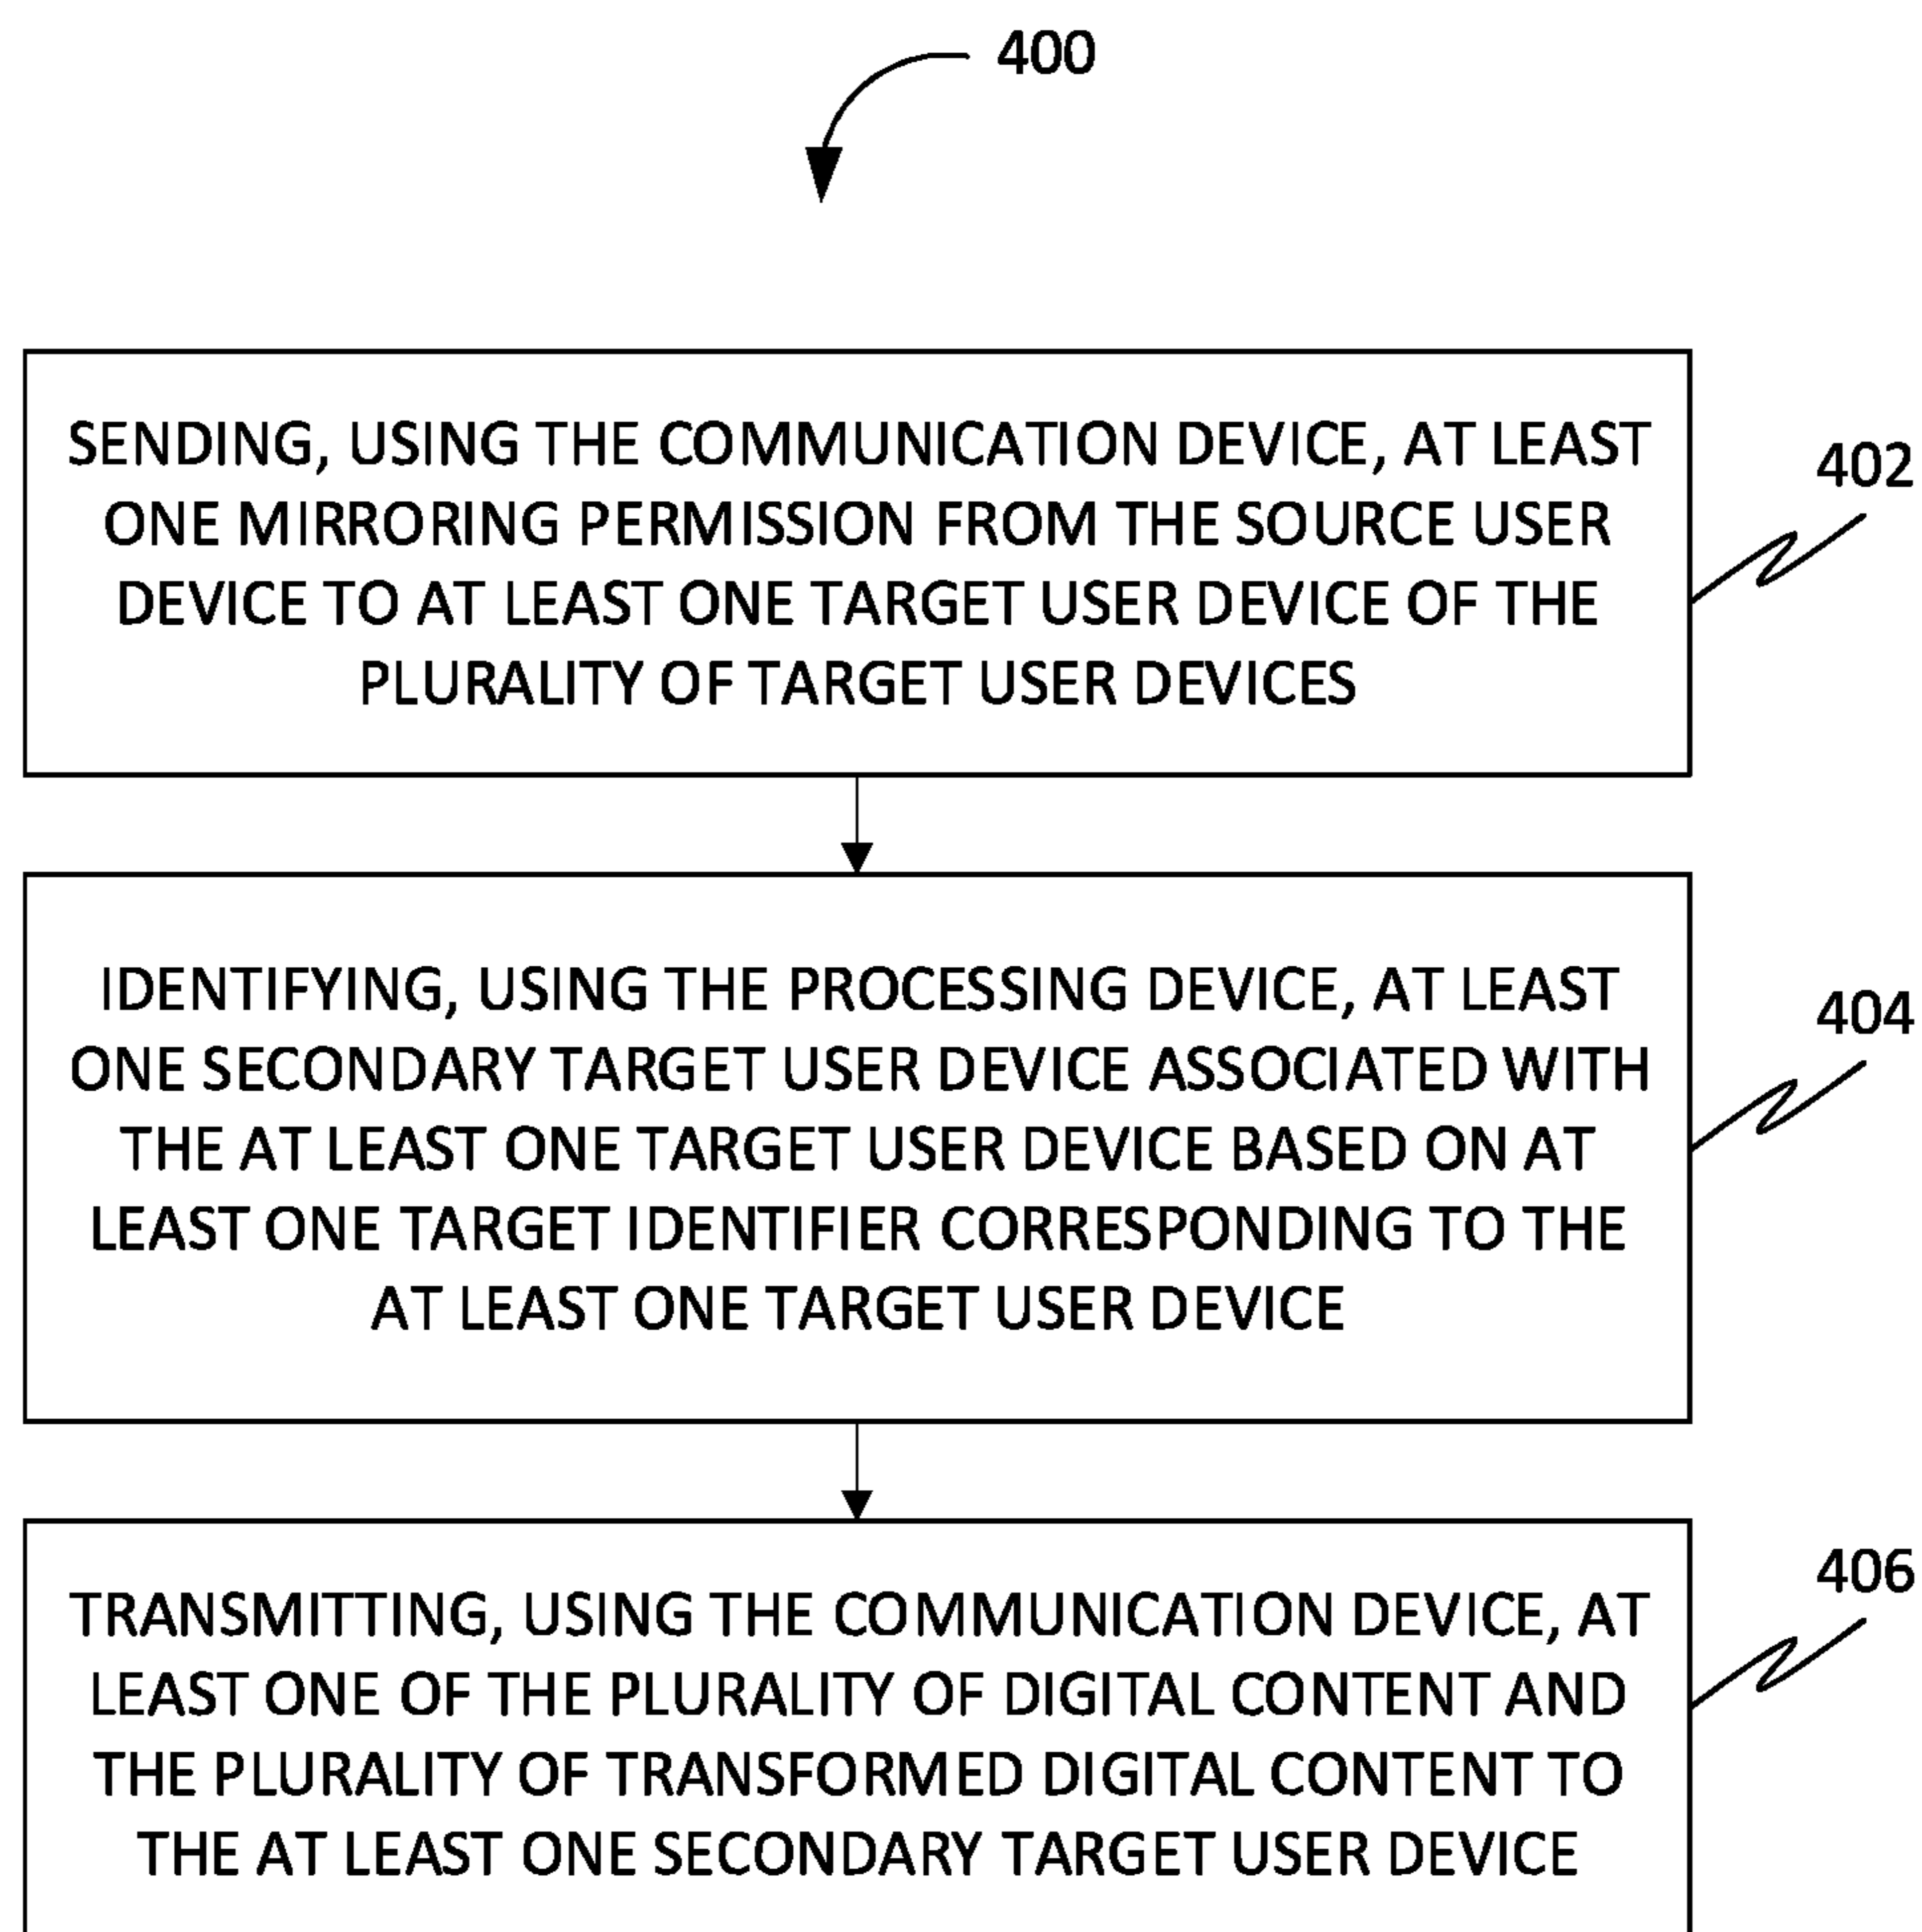 400
SENDING, USING THE COMMUNICATION DEVICE, AT LEAST
ONE MIRRORING PERMISSION FROM THE SOURCE USER
DEVICE TO AT LEAST ONE TARGET USER DEVICE OF THE
PLURALITY OF TARGET USER DEVICES
402
IDENTIFYING, USING THE PROCESSING DEVICE, AT LEAST
ONE SECONDARY TARGET USER DEVICE ASSOCIATED WITH
THE AT LEAST ONE TARGET USER DEVICE BASED ON AT
LEAST ONE TARGET IDENTIFIER CORRESPONDING TO THE
AT LEAST ONE TARGET USER DEVICE
404
TRANSMITTING, USING THE COMMUNICATION DEVICE, AT
LEAST ONE OF THE PLURALITY OF DIGITAL CONTENT AND
THE PLURALITY OF TRANSFORMED DIGITAL CONTENT TO
THE AT LEAST ONE SECONDARY TARGET USER DEVICE
406